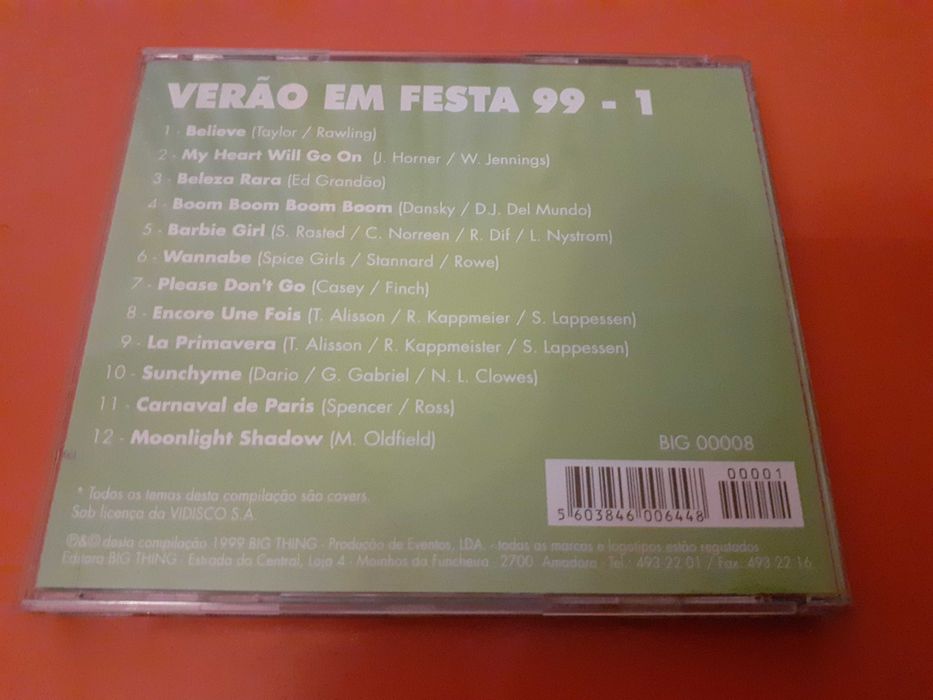 VERÃO EM FESTA 99 - 1
1 - Believe (Taylor / Rawling)
2 - My Heart Will Go On (J. Horner / W. Jennings)
3 - Beleza Rara (Ed Grandão)
4 - Boom Boom Boom Boom (Dansky / D.J. Del Mundo)
5 - Barbie Girl (S. Rasted / C. Norreen / R. Dif / L. Nystrom)
6 - Wannabe (Spice Girls / Stannard / Rowe)
7 - Please Don't Go (Casey / Finch)
8 - Encore Une Fois (T. Alisson / R. Kappmeier / S. Lappessen)
9 - La Primavera (T. Alisson / R. Kappmeister / S. Lappessen)
10 - Sunchyme (Dario / G. Gabriel / N. L. Clowes)
11 - Carnaval de Paris (Spencer / Ross)
12 - Moonlight Shadow (M. Oldfield)
BIG 00008
00001
5 603846 006448
* Todos os temas desta compilação são covers.
Sob licença da VIDISCO S.A.
℗&© desta compilação 1999 BIG THING - Produção de Eventos, LDA. - todas as marcas e logotipos estão registados
Editora BIG THING - Estrada do Central, Loja 4 - Moinhos da Funcheira - 2700. Amadora - Tel.: 493 22 01 / Fax. 493 22 16